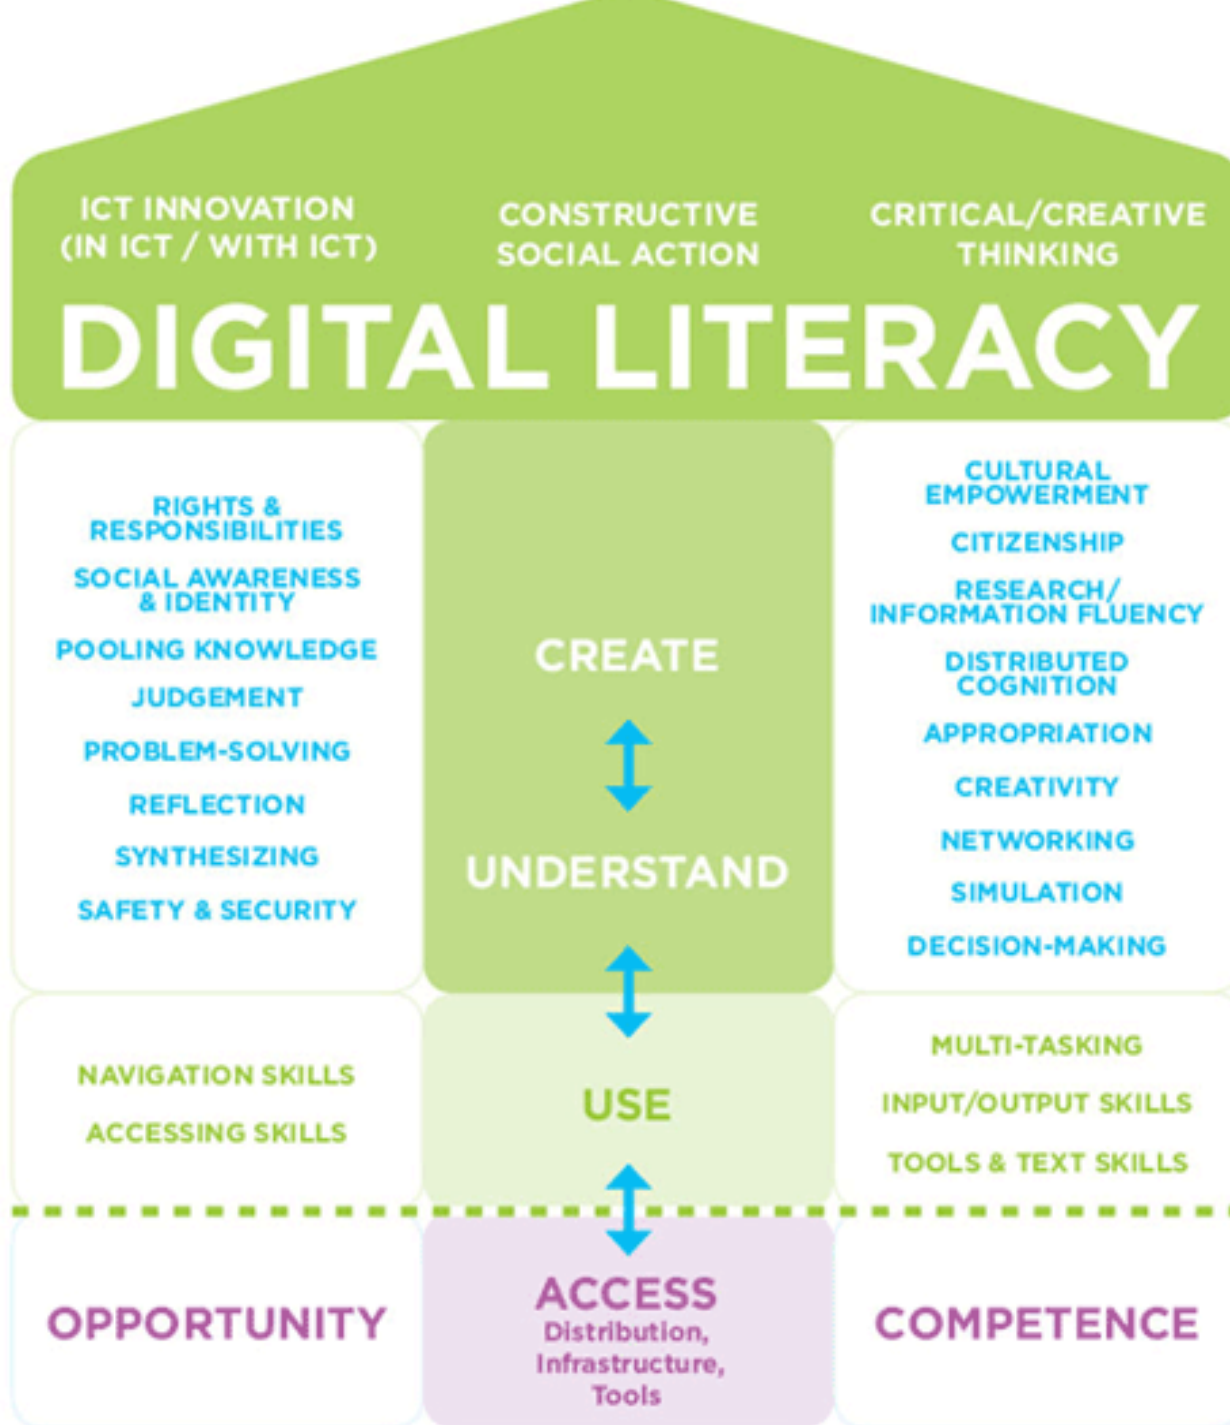 ICT INNOVATION
(IN ICT / WITH ICT)
CONSTRUCTIVE
SOCIAL ACTION
CRITICAL/CREATIVE
THINKING
DIGITAL LITERACY
RIGHTS &
RESPONSIBILITIES
SOCIAL AWARENESS
& IDENTITY
POOLING KNOWLEDGE
JUDGEMENT
PROBLEM-SOLVING
REFLECTION
SYNTHESIZING
SAFETY & SECURITY
CREATE
UNDERSTAND
CULTURAL
EMPOWERMENT
CITIZENSHIP
RESEARCH/
INFORMATION FLUENCY
DISTRIBUTED
COGNITION
APPROPRIATION
CREATIVITY
NETWORKING
SIMULATION
DECISION-MAKING
NAVIGATION SKILLS
ACCESSING SKILLS
USE
MULTI-TASKING
INPUT/OUTPUT SKILLS
TOOLS & TEXT SKILLS
OPPORTUNITY
ACCESS
Distribution,
Infrastructure,
Tools
COMPETENCE